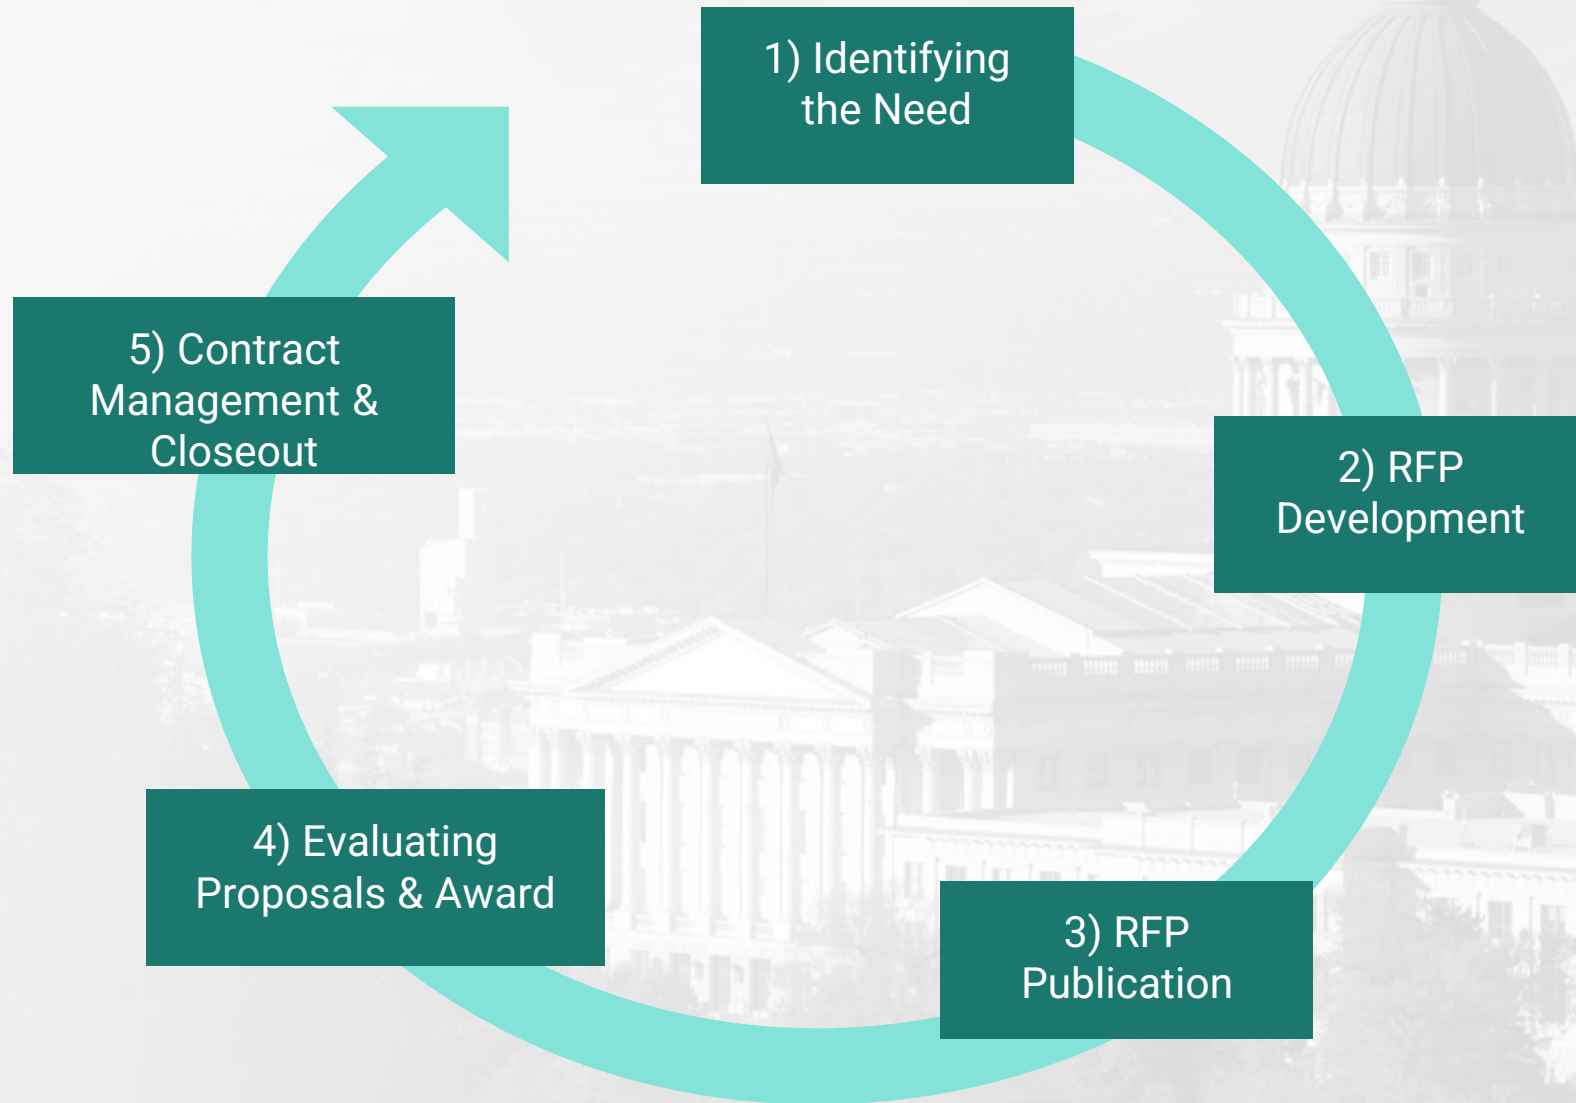 1) Identifying
the Need
2) RFP
Development
3) RFP
Publication
4) Evaluating
Proposals & Award
5) Contract
Management &
Closeout